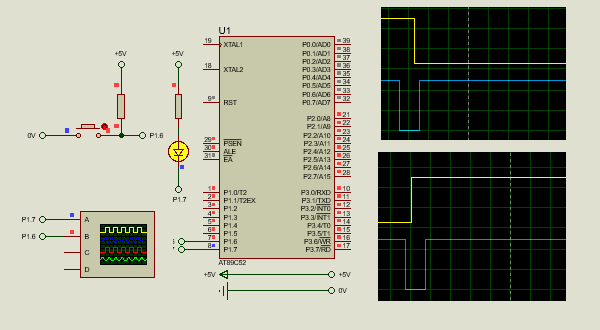 U1
+5V
+5V
0V
P1.6
P1.7
P1.7
P1.6
A
B
C
D
19 XTAL1
18 XTAL2
9 RST
29 PSEN
30 ALE
31 EA
1 P1.0/T2
2 P1.1/T2EX
3 P1.2
4 P1.3
5 P1.4
6 P1.5
7 P1.6
8 P1.7
P0.0/AD0 39
P0.1/AD1 38
P0.2/AD2 37
P0.3/AD3 36
P0.4/AD4 35
P0.5/AD5 34
P0.6/AD6 33
P0.7/AD7 32
P2.0/A8 21
P2.1/A9 22
P2.2/A10 23
P2.3/A11 24
P2.4/A12 25
P2.5/A13 26
P2.6/A14 27
P2.7/A15 28
P3.0/RXD 10
P3.1/TXD 11
P3.2/INT0 12
P3.3/INT1 13
P3.4/T0 14
P3.5/T1 15
P3.6/WR 16
P3.7/RD 17
AT89C52
+5V
+5V
0V